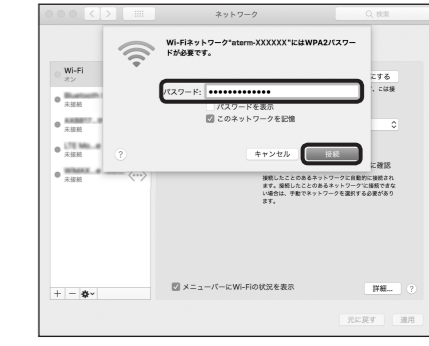 ネットワーク
検索
Wi-Fiネットワーク"aterm-XXXXXX"にはWPA2パスワー
ドが必要です。
パスワード: •••••••••••••
パスワードを表示
このネットワークを記憶
? キャンセル 接続
Wi-Fi
オン
未接続
未接続
未接続
未接続
にする
、こは接
に確認
接続したことのあるネットワークに自動的に接続され
ます。接続したことのあるネットワークに接続できな
い場合は、手動でネットワークを選択する必要があり
ます。
メニューバーにWi-Fiの状況を表示
詳細... ?
元に戻す 適用